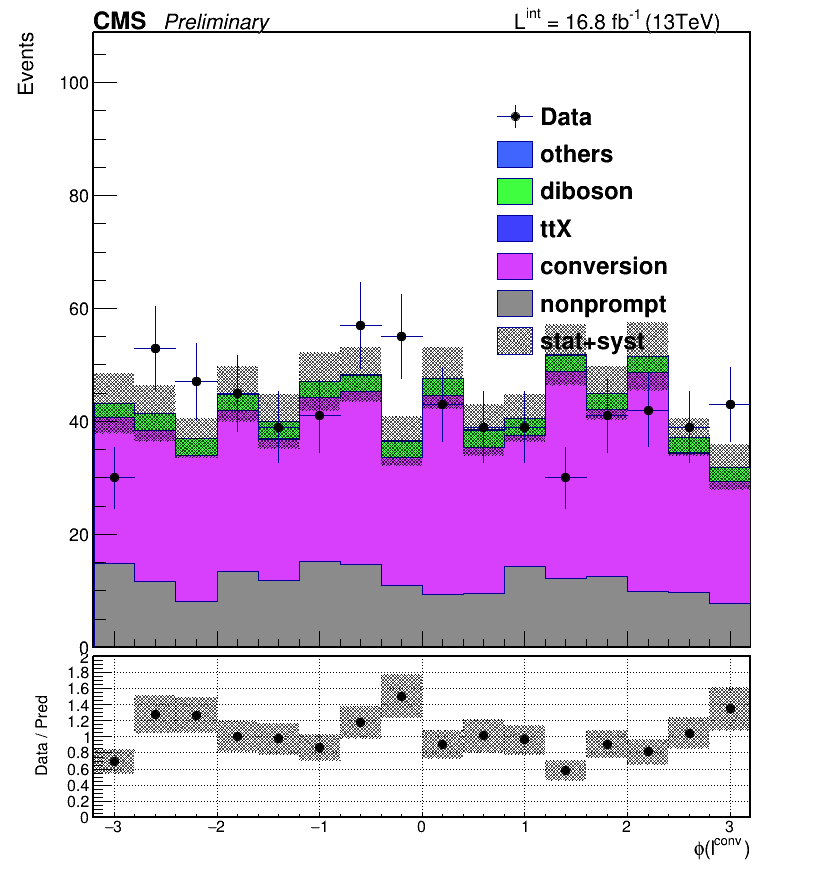 CMS Preliminary L^int = 16.8 fb^-1 (13TeV)
Events
100
80
60
40
20
0
Data
others
diboson
ttX
conversion
nonprompt
stat+syst
Data / Pred
2
1.8
1.6
1.4
1.2
1
0.8
0.6
0.4
0.2
0
−3 −2 −1 0 1 2 3
ϕ(l^conv)